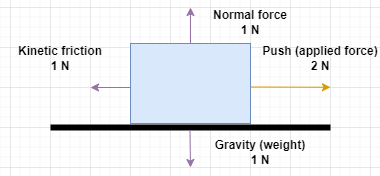 Normal force
1 N
Kinetic friction
1 N
Push (applied force)
2 N
Gravity (weight)
1 N